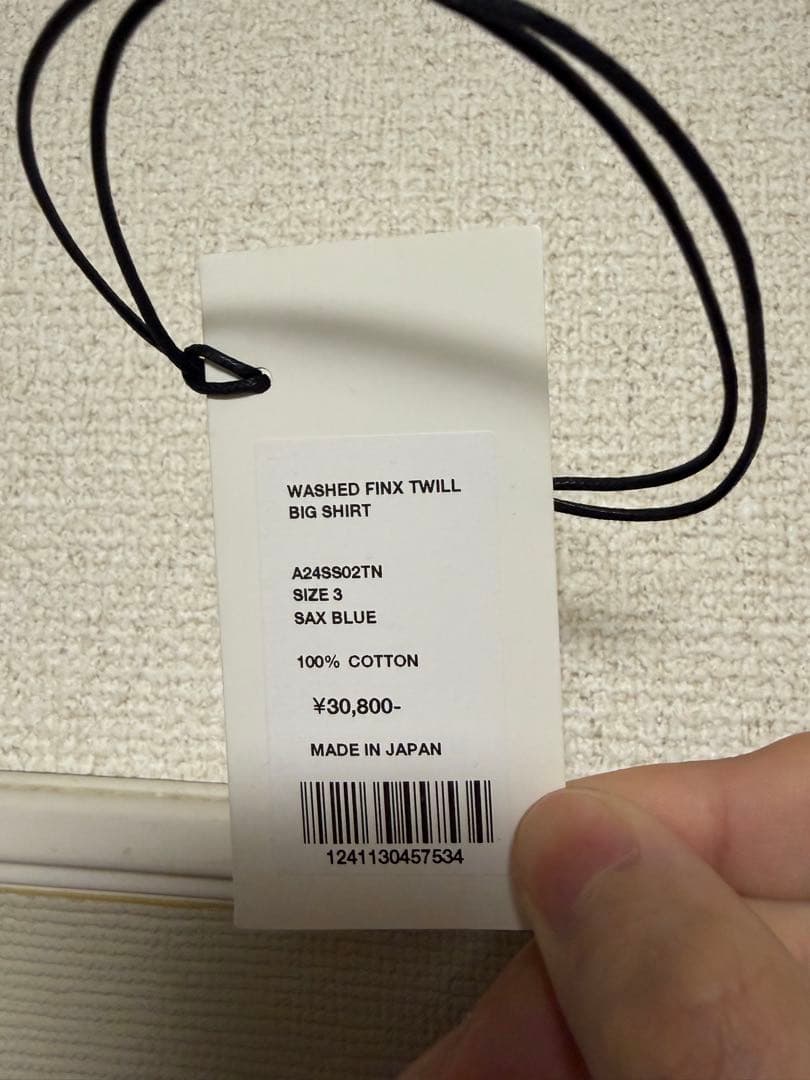 WASHED FINX TWILL
BIG SHIRT
A24SS02TN
SIZE 3
SAX BLUE
100% COTTON
¥30,800-
MADE IN JAPAN
1241130457534